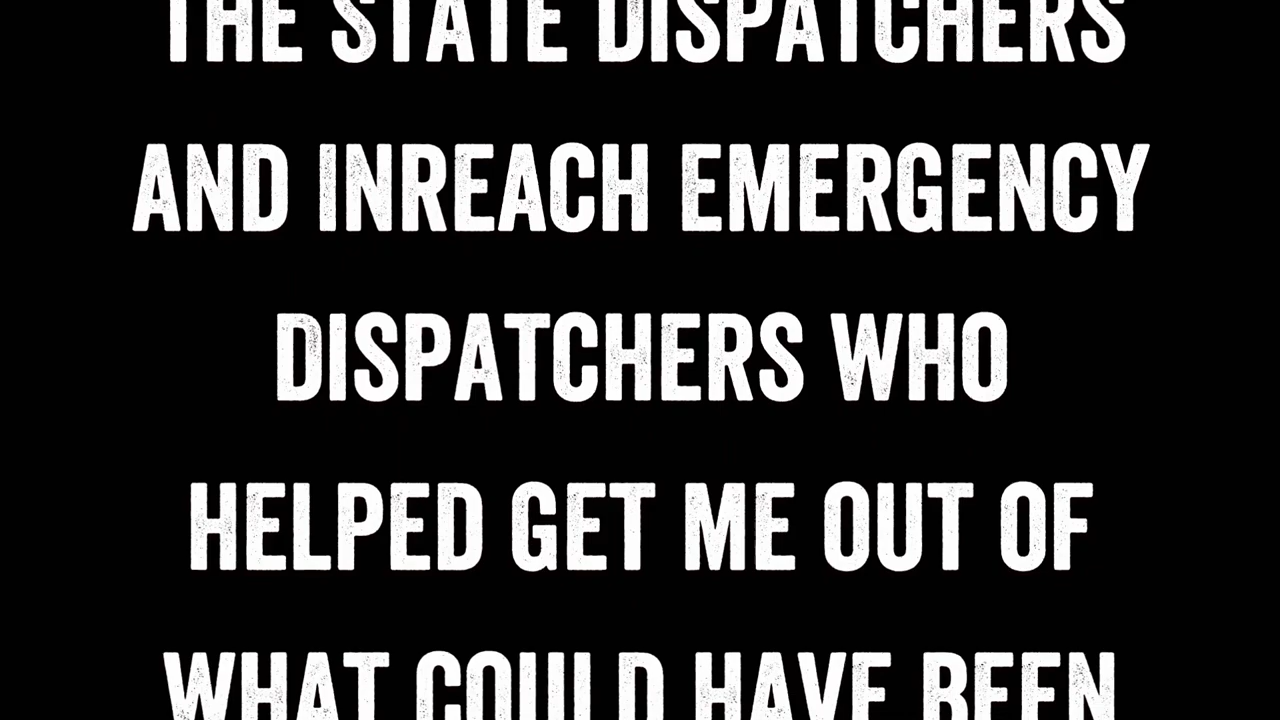 THE STATE DISPATCHERS
AND INREACH EMERGENCY
DISPATCHERS WHO
HELPED GET ME OUT OF
WHAT COULD HAVE BEEN